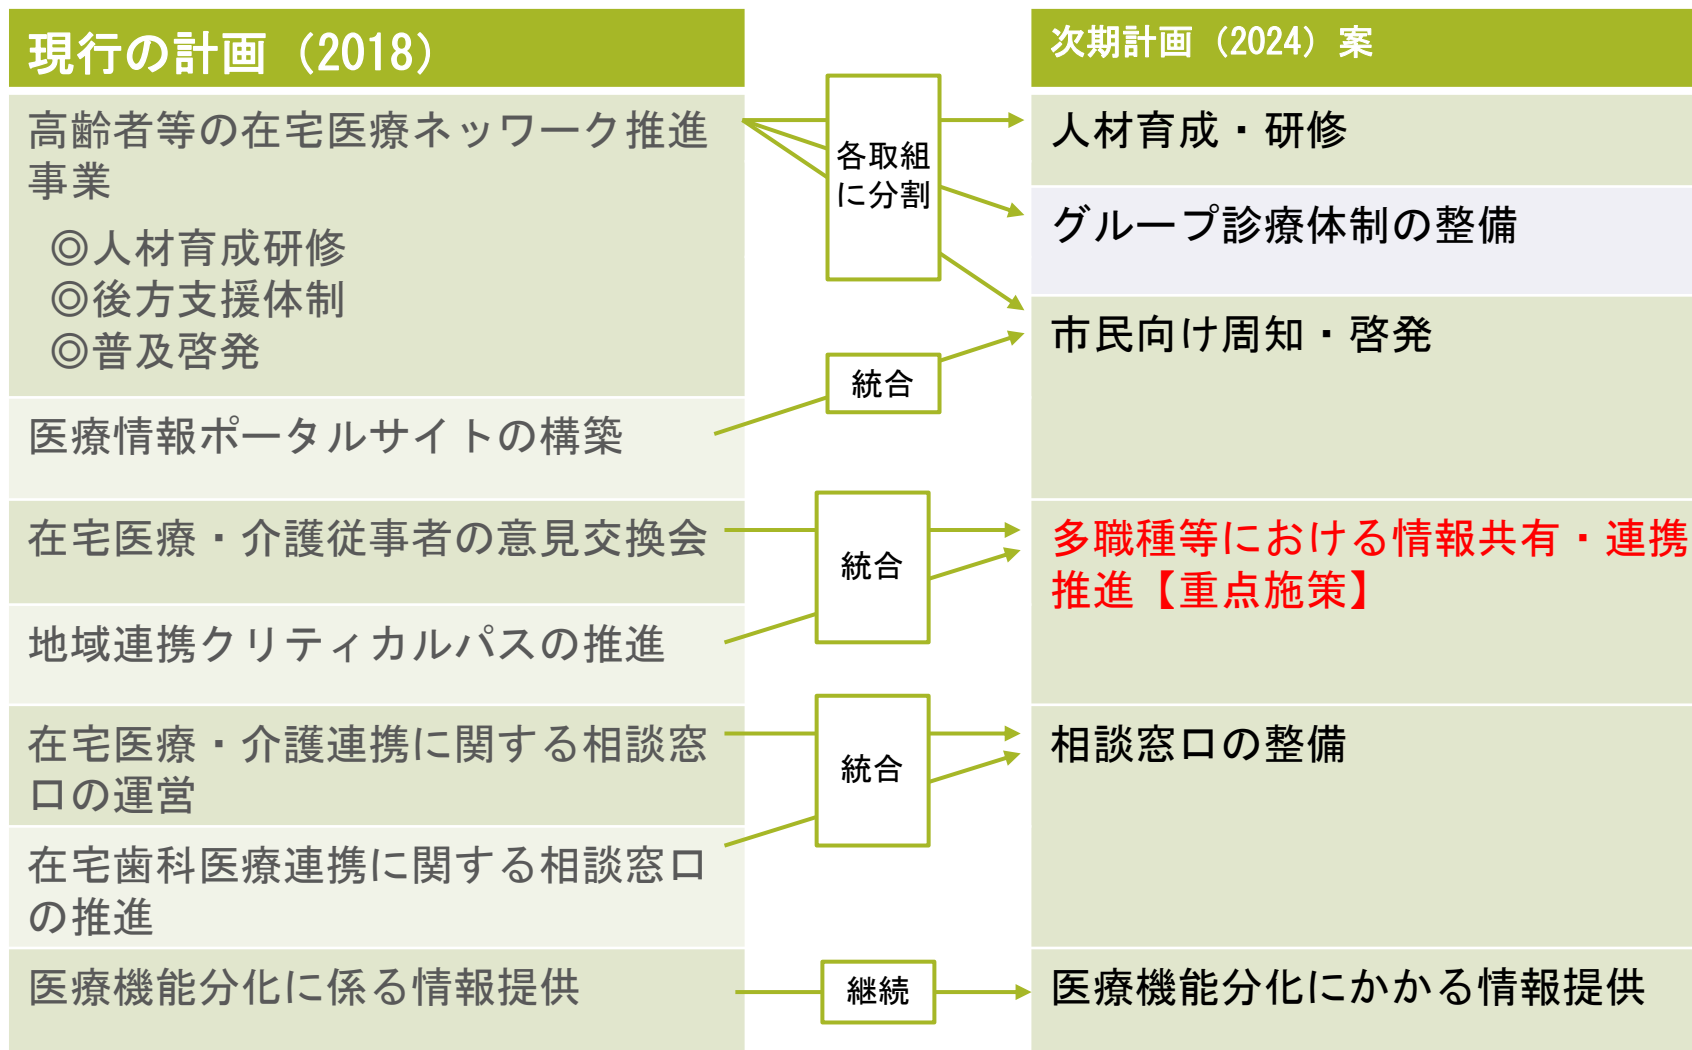 現行の計画（2018）
高齢者等の在宅医療ネッワーク推進
事業
◎人材育成研修
◎後方支援体制
◎普及啓発
医療情報ポータルサイトの構築
在宅医療・介護従事者の意見交換会
地域連携クリティカルパスの推進
在宅医療・介護連携に関する相談窓
口の運営
在宅歯科医療連携に関する相談窓口
の推進
医療機能分化に係る情報提供
各取組
に分割
統合
統合
統合
継続
次期計画（2024）案
人材育成・研修
グループ診療体制の整備
市民向け周知・啓発
多職種等における情報共有・連携
推進【重点施策】
相談窓口の整備
医療機能分化にかかる情報提供